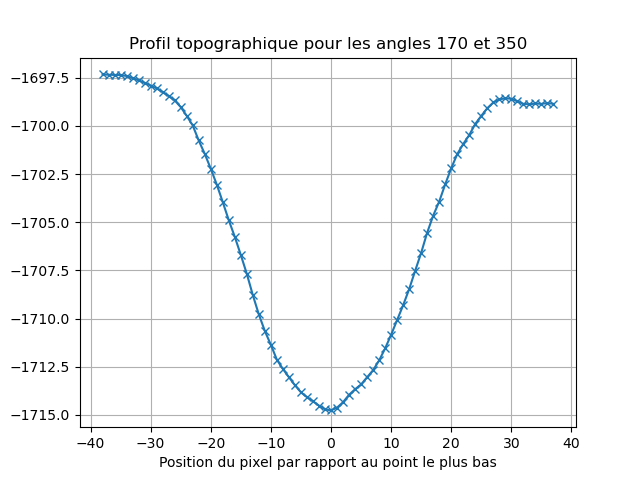 Profil topographique pour les angles 170 et 350
−1697.5
−1700.0
−1702.5
−1705.0
−1707.5
−1710.0
−1712.5
−1715.0
−40 −30 −20 −10 0 10 20 30 40
Position du pixel par rapport au point le plus bas